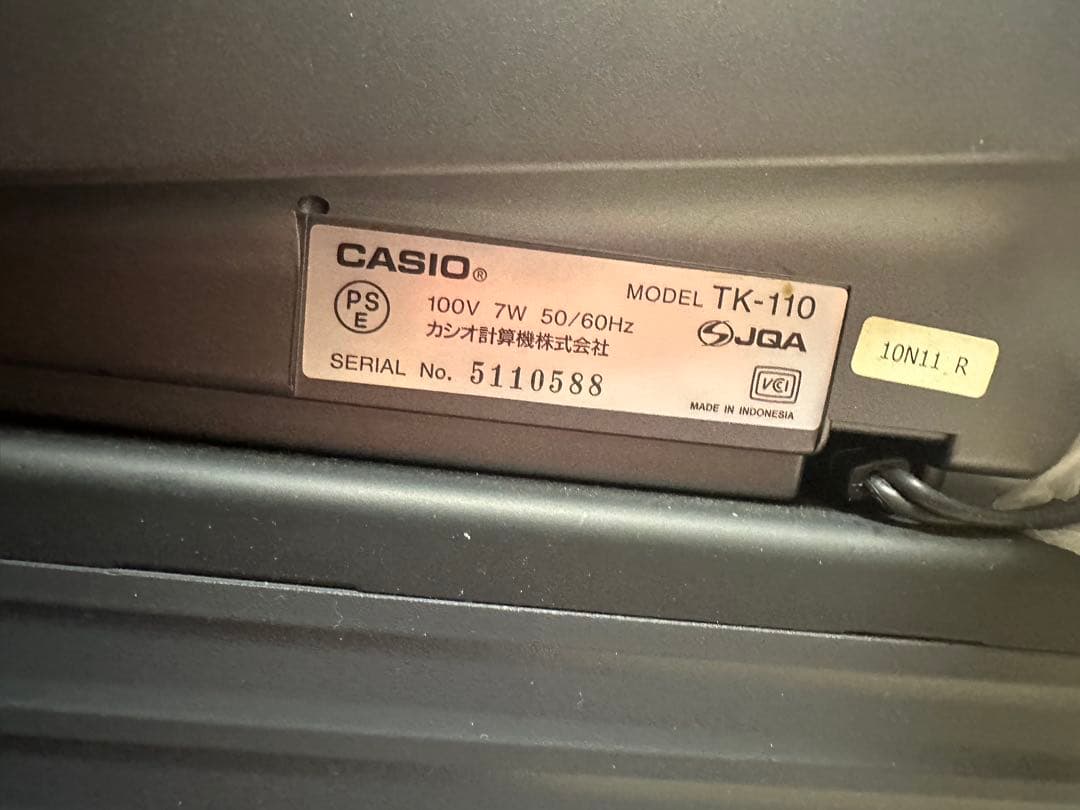 CASIO®
MODEL TK-110
PSE
100V 7W 50/60Hz
カシオ計算機株式会社
JQA
SERIAL No. 5110588
VCI
MADE IN INDONESIA
10N11 R